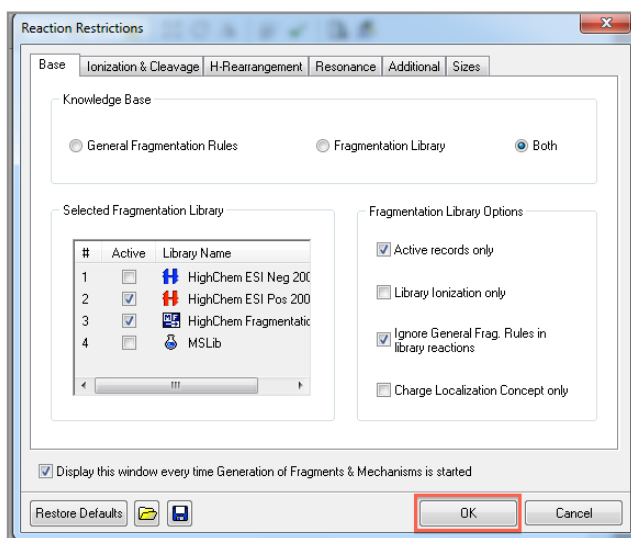 Reaction Restrictions
Base Ionization & Cleavage H-Rearrangement Resonance Additional Sizes
Knowledge Base
General Fragmentation Rules Fragmentation Library Both
Selected Fragmentation Library
# Active Library Name
1 HighChem ESI Neg 200
2 HighChem ESI Pos 200
3 HighChem Fragmentatic
4 MSLib
Fragmentation Library Options
Active records only
Library Ionization only
Ignore General Frag. Rules in
library reactions
Charge Localization Concept only
Display this window every time Generation of Fragments & Mechanisms is started
Restore Defaults OK Cancel